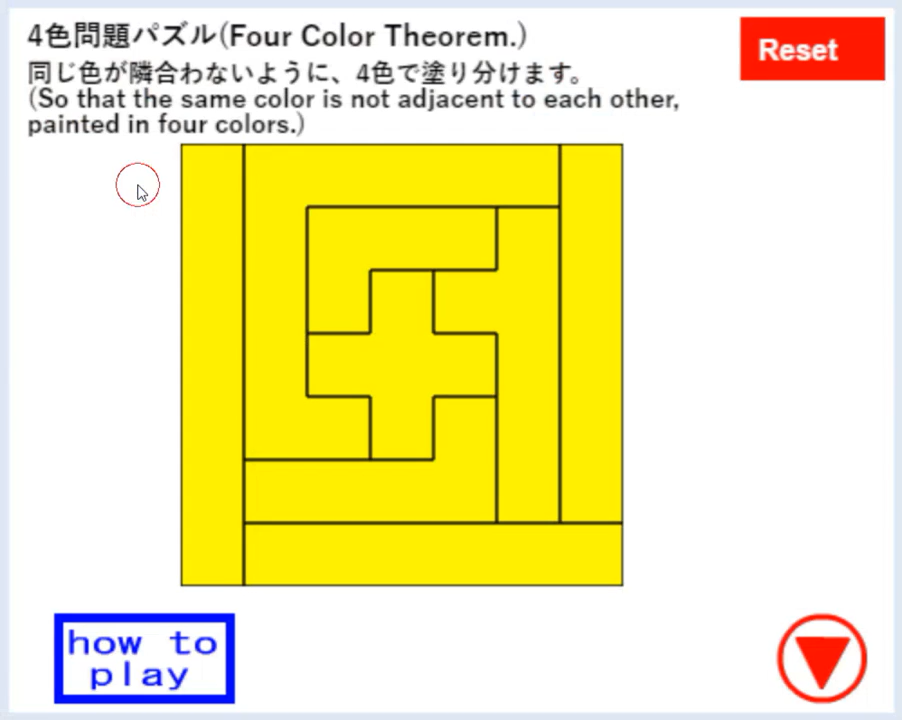 4色問題パズル(Four Color Theorem.)
Reset
同じ色が隣合わないように、4色で塗り分けます。
(So that the same color is not adjacent to each other,
painted in four colors.)
how to
play